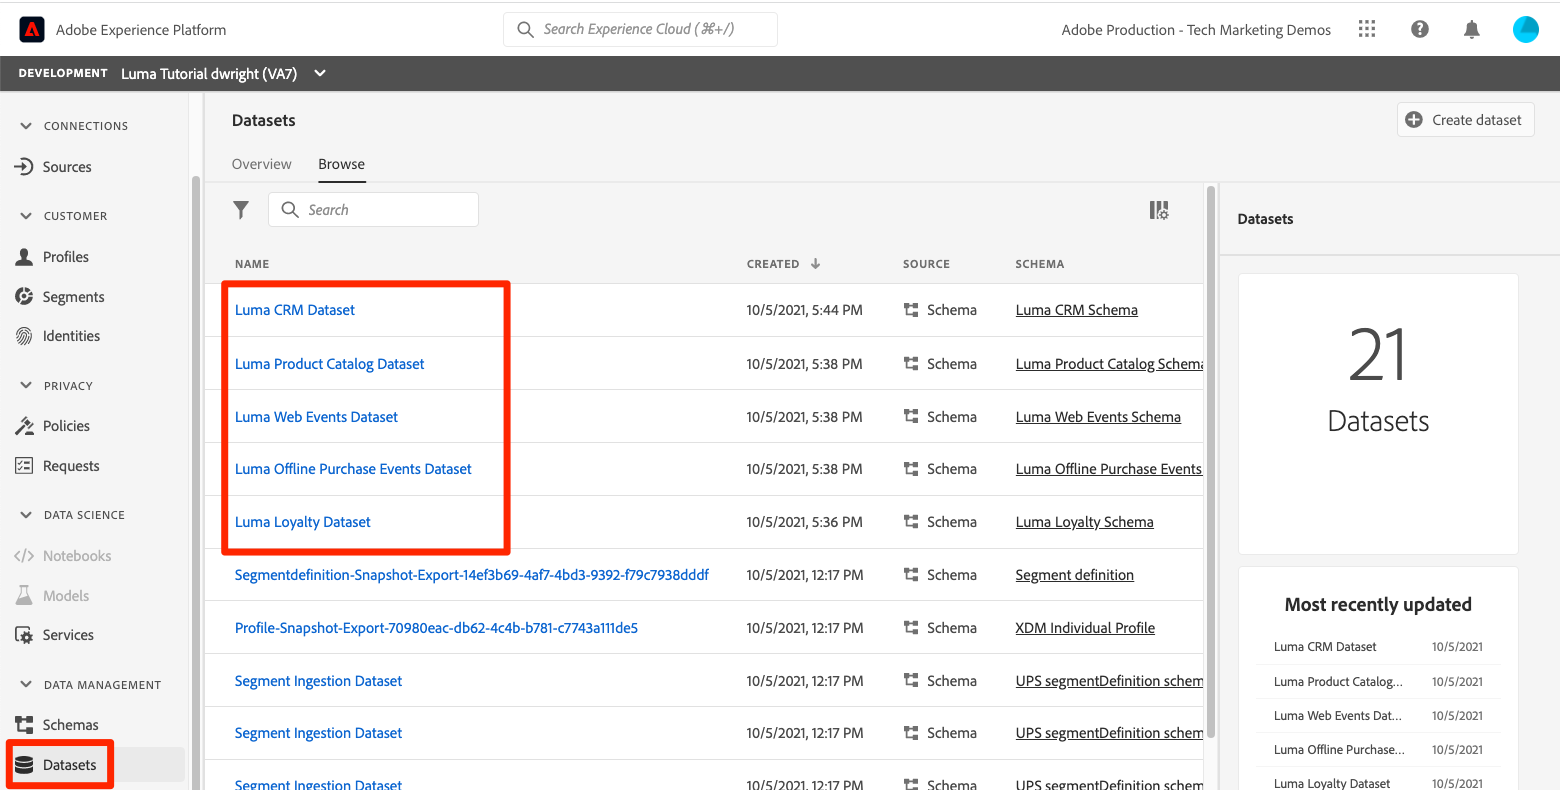 Adobe Experience Platform
Search Experience Cloud (⌘+/)
Adobe Production - Tech Marketing Demos
DEVELOPMENT Luma Tutorial dwright (VA7)
CONNECTIONS
Sources
CUSTOMER
Profiles
Segments
Identities
PRIVACY
Policies
Requests
DATA SCIENCE
Notebooks
Models
Services
DATA MANAGEMENT
Schemas
Datasets
Datasets
Create dataset
Overview Browse
Search
NAME CREATED SOURCE SCHEMA
Luma CRM Dataset 10/5/2021, 5:44 PM Schema Luma CRM Schema
Luma Product Catalog Dataset 10/5/2021, 5:38 PM Schema Luma Product Catalog Schema
Luma Web Events Dataset 10/5/2021, 5:38 PM Schema Luma Web Events Schema
Luma Offline Purchase Events Dataset 10/5/2021, 5:38 PM Schema Luma Offline Purchase Events
Luma Loyalty Dataset 10/5/2021, 5:36 PM Schema Luma Loyalty Schema
Segmentdefinition-Snapshot-Export-14ef3b69-4af7-4bd3-9392-f79c7938dddf 10/5/2021, 12:17 PM Schema Segment definition
Profile-Snapshot-Export-70980eac-db62-4c4b-b781-c7743a111de5 10/5/2021, 12:17 PM Schema XDM Individual Profile
Segment Ingestion Dataset 10/5/2021, 12:17 PM Schema UPS segmentDefinition schem
Segment Ingestion Dataset 10/5/2021, 12:17 PM Schema UPS segmentDefinition schem
Segment Ingestion Dataset 10/5/2021, 12:17 PM Schema UPS segmentDefinition schem
Datasets
21
Datasets
Most recently updated
Luma CRM Dataset 10/5/2021
Luma Product Catalog... 10/5/2021
Luma Web Events Dat... 10/5/2021
Luma Offline Purchase... 10/5/2021
Luma Loyalty Dataset 10/5/2021